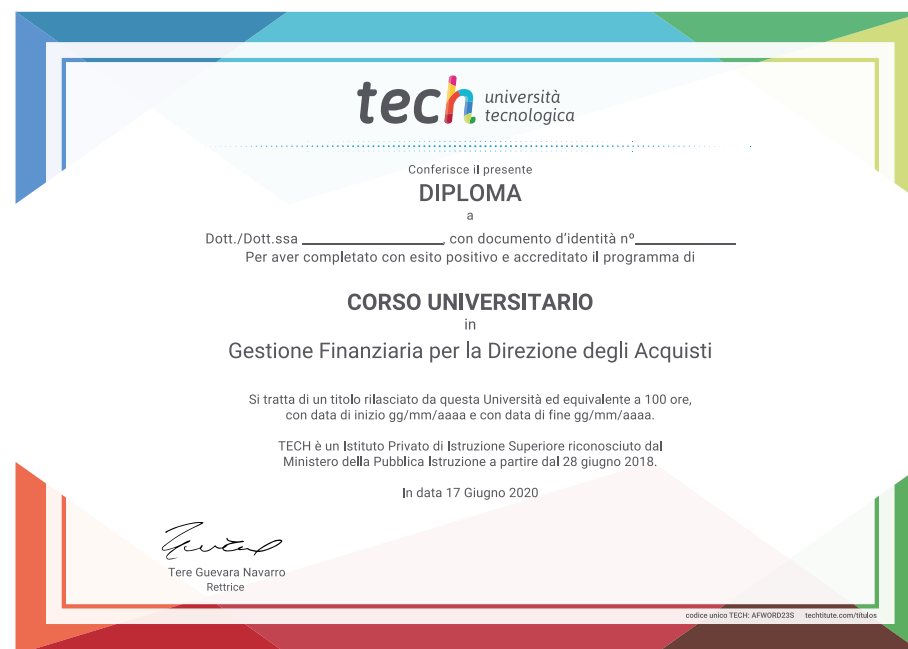 tech università
tecnologica
Conferisce il presente
DIPLOMA
a
Dott./Dott.ssa ____________________, con documento d'identità nº______________
Per aver completato con esito positivo e accreditato il programma di
CORSO UNIVERSITARIO
in
Gestione Finanziaria per la Direzione degli Acquisti
Si tratta di un titolo rilasciato da questa Università ed equivalente a 100 ore,
con data di inizio gg/mm/aaaa e con data di fine gg/mm/aaaa.
TECH è un Istituto Privato di Istruzione Superiore riconosciuto dal
Ministero della Pubblica Istruzione a partire dal 28 giugno 2018.
In data 17 Giugno 2020
Tere Guevara Navarro
Rettrice
codice unico TECH: AFWORD23S techtitute.com/titulos